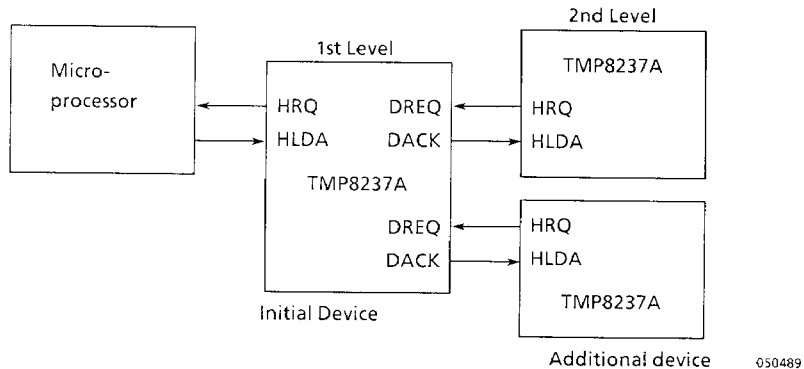 Micro-
processor
1st Level
HRQ
HLDA
DREQ
DACK
TMP8237A
DREQ
DACK
Initial Device
2nd Level
TMP8237A
HRQ
HLDA
HRQ
HLDA
TMP8237A
Additional device
050489